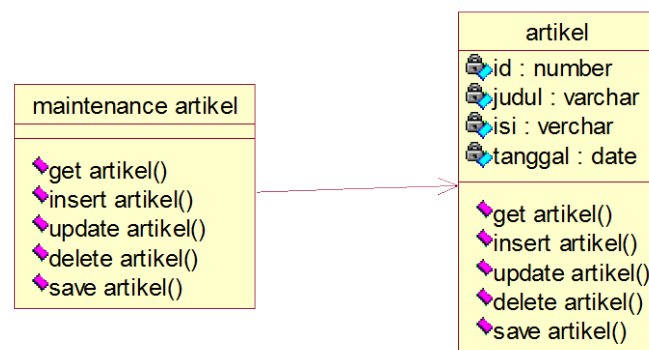 maintenance artikel
get artikel()
insert artikel()
update artikel()
delete artikel()
save artikel()
artikel
id : number
judul : varchar
isi : verchar
tanggal : date
get artikel()
insert artikel()
update artikel()
delete artikel()
save artikel()